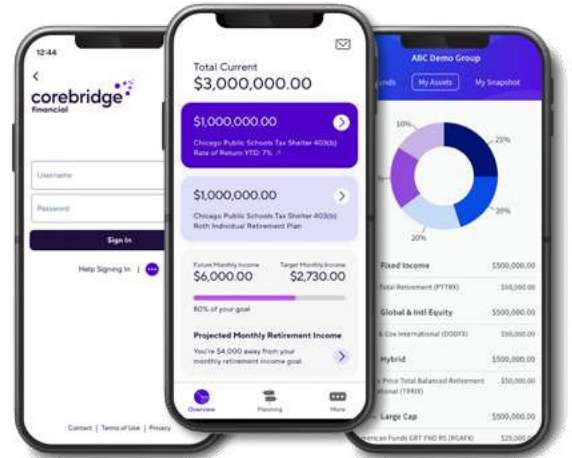 12:44
corebridge
financial
Username
Password
Sign In
Help Signing In |
Contact | Terms of Use | Privacy
Total Current
$3,000,000.00
$1,000,000.00
Chicago Public Schools Tax Shelter 403(b)
Rate of Return YTD: 7% ↗
$1,000,000.00
Chicago Public Schools Tax Shelter 403(b)
Roth Individual Retirement Plan
Future Monthly Income Target Monthly Income
$6,000.00 $2,730.00
80% of your goal
Projected Monthly Retirement Income
You're $4,000 away from your
monthly retirement income goal.
Overview Planning More
ABC Demo Group
unds My Assets My Snapshot
10%
25%
%
20%
20%
Fixed Income $500,000.00
Total Retirement (PTTRX) $50,000.00
Global & Intl Equity $500,000.00
& Cox International (DODFX) $50,000.00
Hybrid $500,000.00
Price Total Balanced Retirement $50,000.00
ational (TRRIX)
Large Cap $500,000.00
merican Funds GRT FND R5 (RGAFX) $25,000